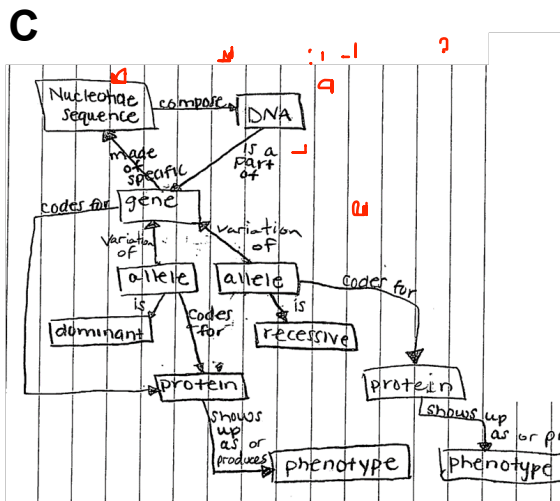 C
Nucleotide
sequence
compose
DNA
made
of
specific
is a
part
of
codes for
gene
variation
of
variation
of
allele
allele
codes for
is
codes
for
is
dominant
recessive
protein
protein
shows
up
as or
produces
shows up
as or pr
phenotype
phenotype